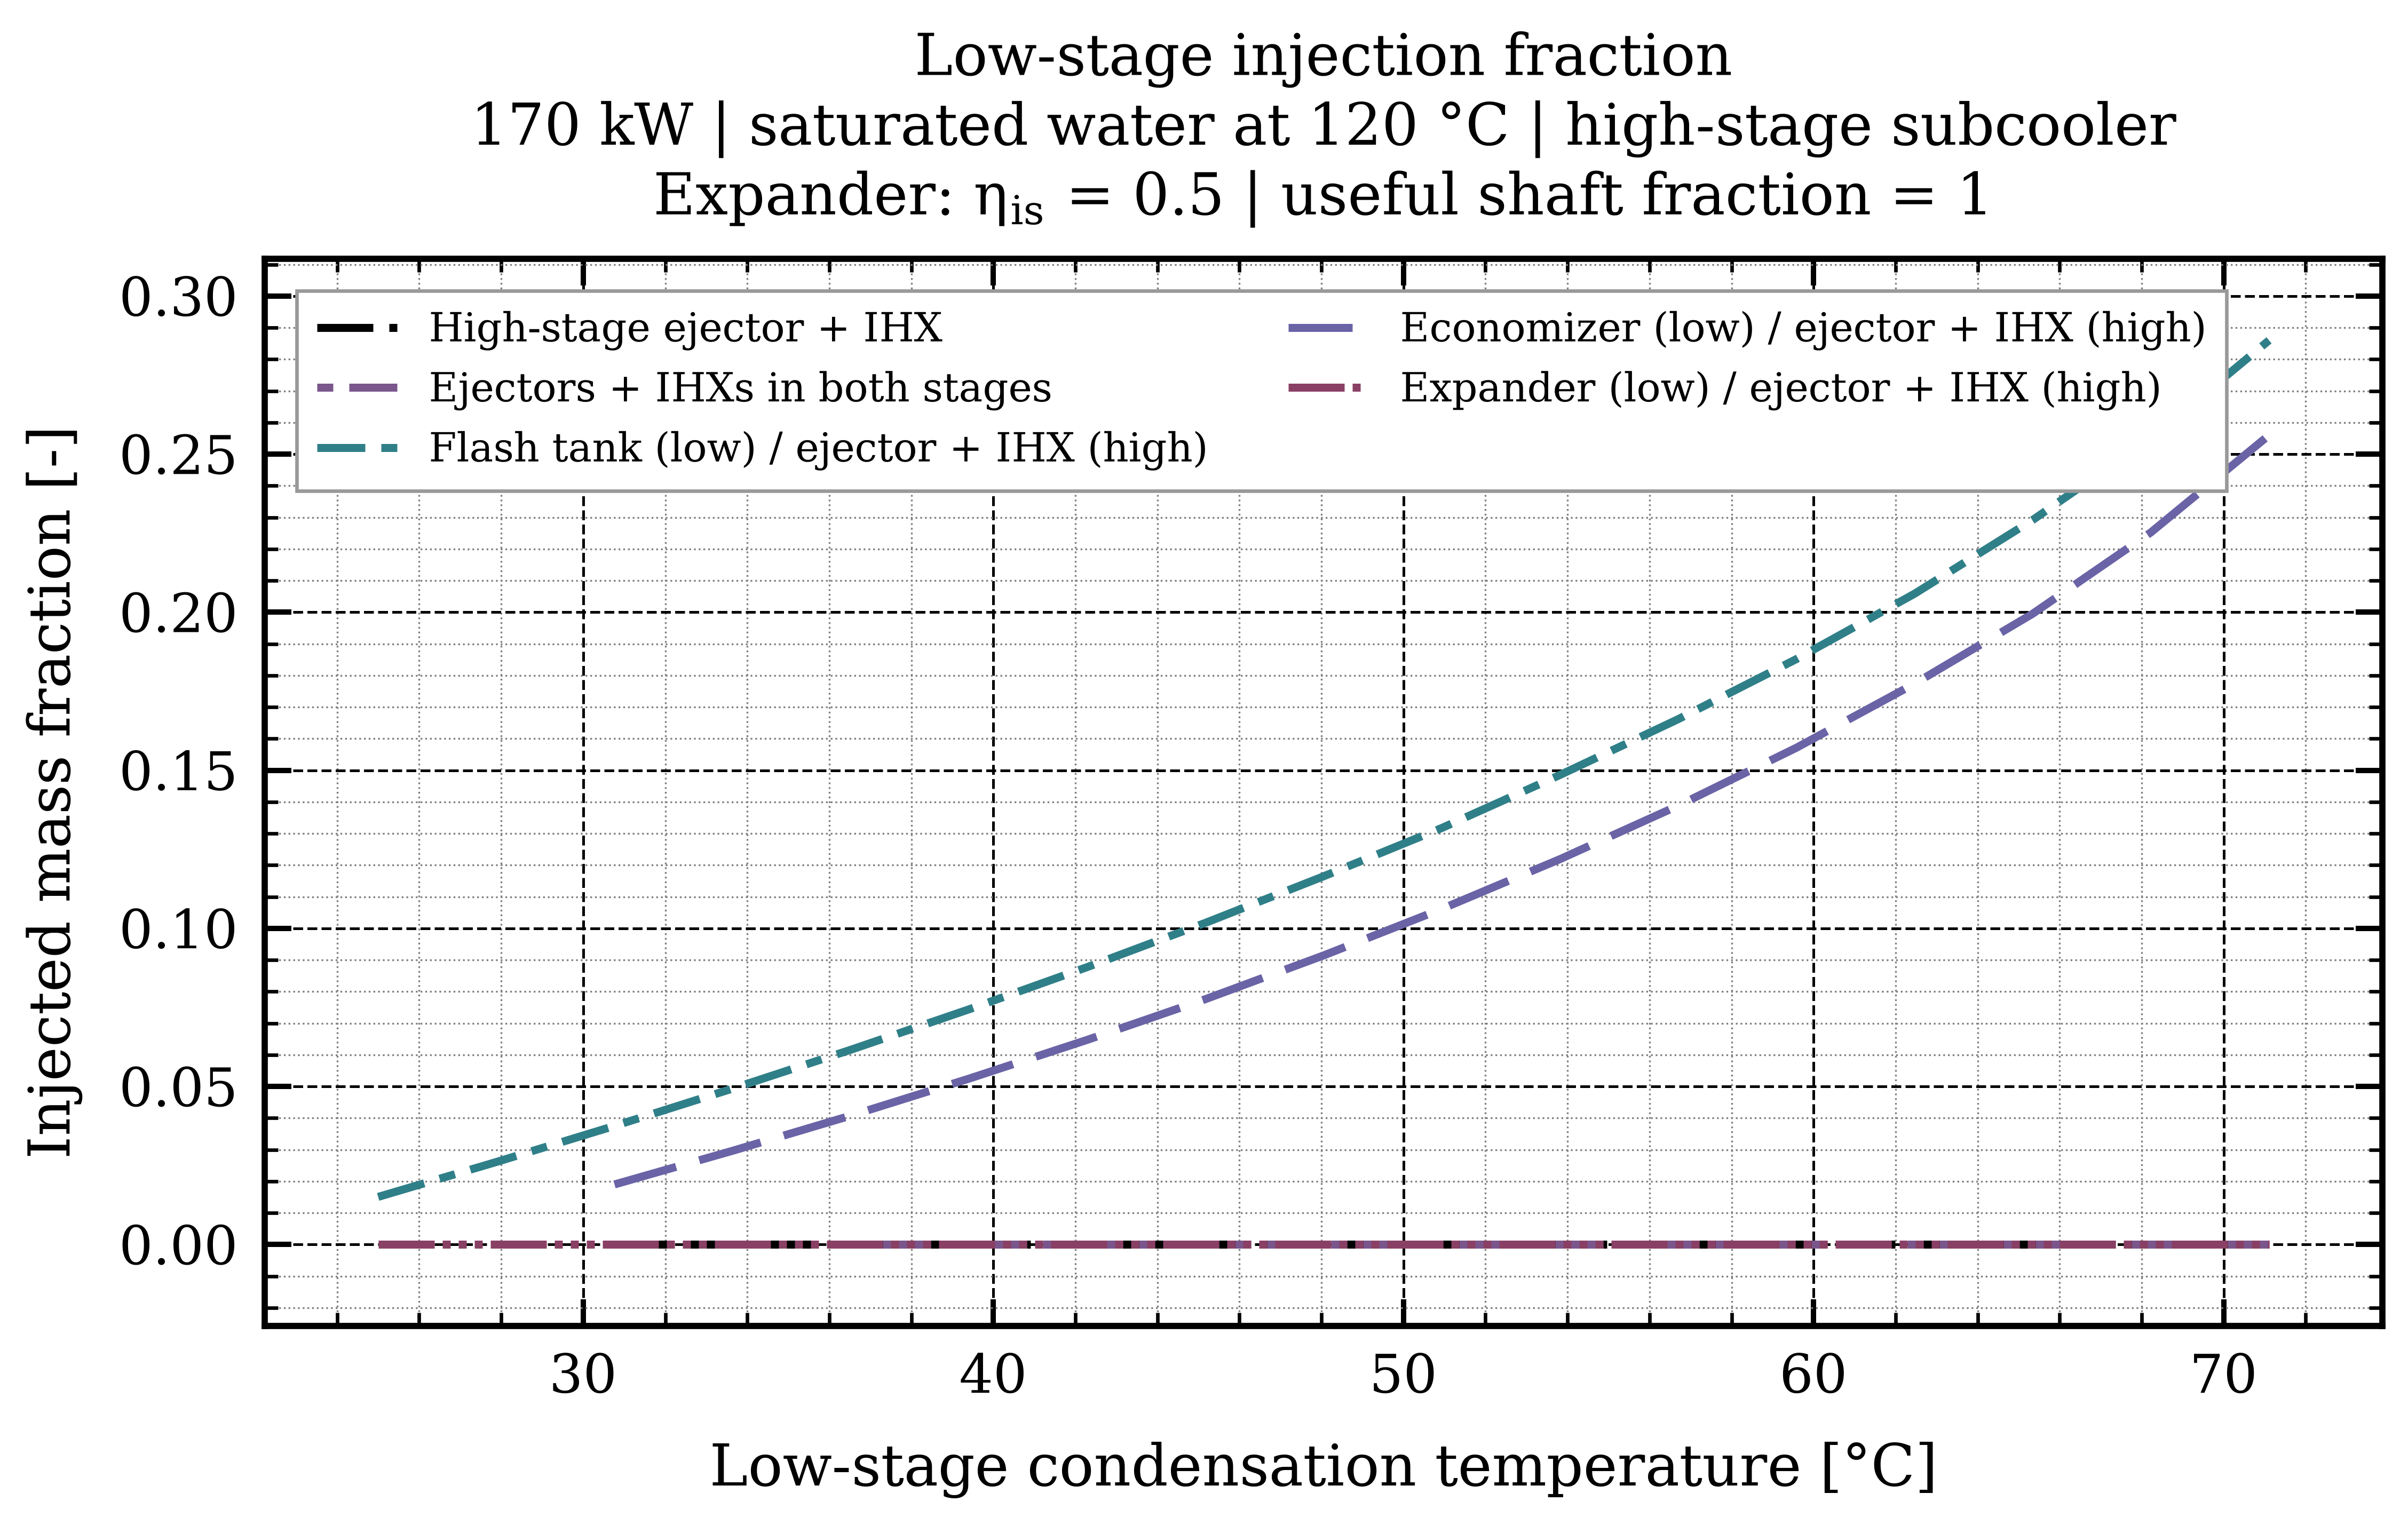 Low-stage injection fraction
170 kW | saturated water at 120 °C | high-stage subcooler
Expander: ηis = 0.5 | useful shaft fraction = 1
Injected mass fraction [-]
0.30
0.25
0.20
0.15
0.10
0.05
0.00
High-stage ejector + IHX
Ejectors + IHXs in both stages
Flash tank (low) / ejector + IHX (high)
Economizer (low) / ejector + IHX (high)
Expander (low) / ejector + IHX (high)
30 40 50 60 70
Low-stage condensation temperature [°C]